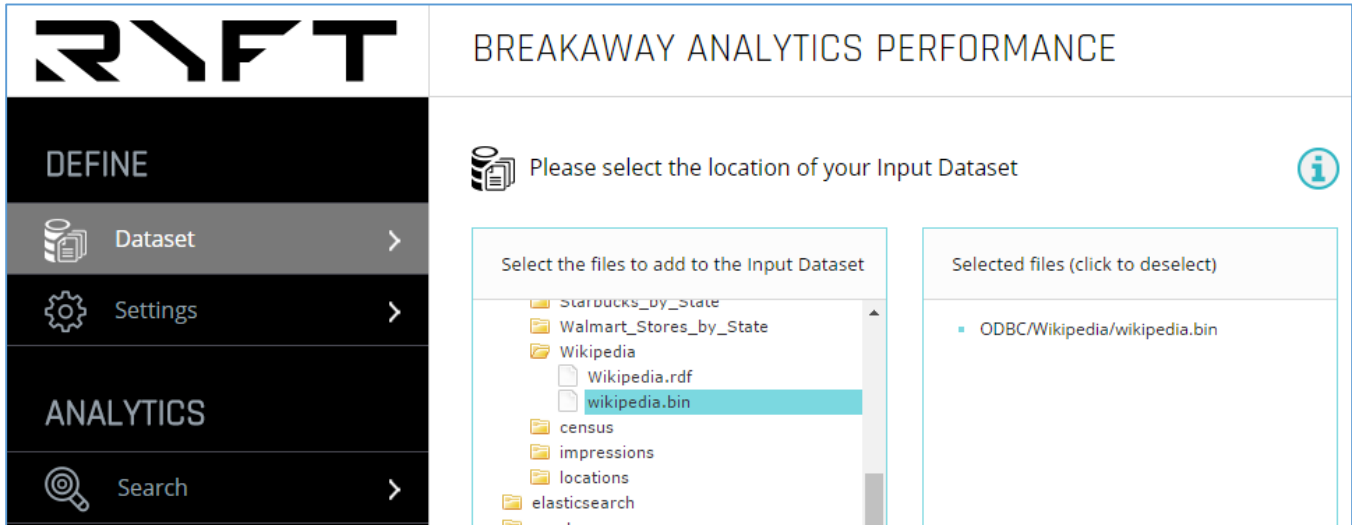 RYFT
BREAKAWAY ANALYTICS PERFORMANCE
DEFINE
Dataset
Settings
ANALYTICS
Search
Please select the location of your Input Dataset
Select the files to add to the Input Dataset
Starbucks_by_State
Walmart_Stores_by_State
Wikipedia
Wikipedia.rdf
wikipedia.bin
census
impressions
locations
elasticsearch
Selected files (click to deselect)
ODBC/Wikipedia/wikipedia.bin